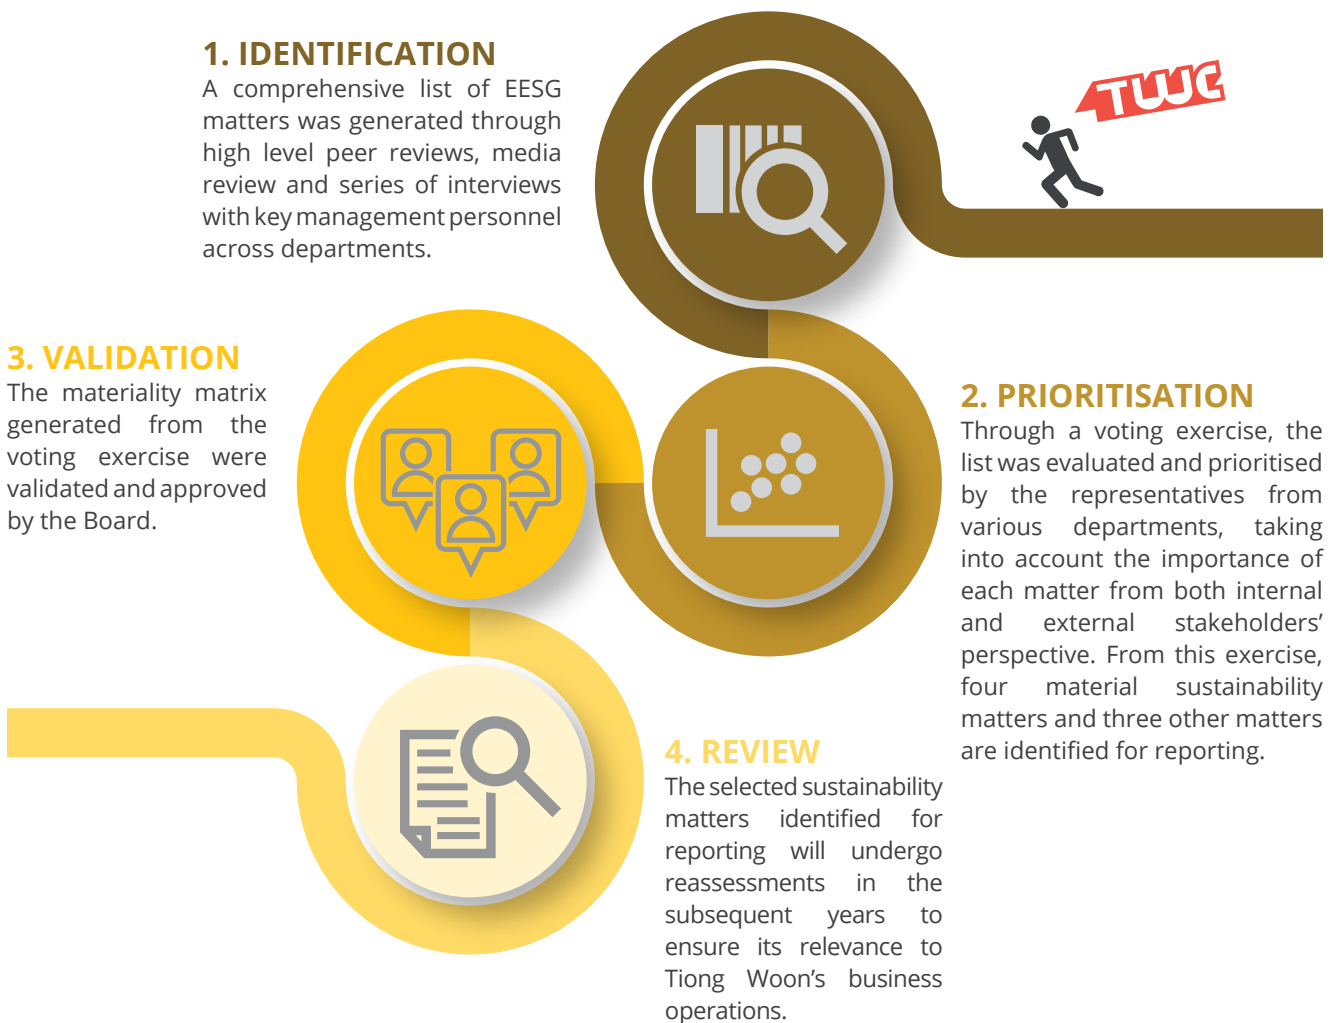 1. IDENTIFICATION
A comprehensive list of EESG
matters was generated through
high level peer reviews, media
review and series of interviews
with key management personnel
across departments.
TWC
2. PRIORITISATION
Through a voting exercise, the
list was evaluated and prioritised
by the representatives from
various departments, taking
into account the importance of
each matter from both internal
and external stakeholders’
perspective. From this exercise,
four material sustainability
matters and three other matters
are identified for reporting.
3. VALIDATION
The materiality matrix
generated from the
voting exercise were
validated and approved
by the Board.
4. REVIEW
The selected sustainability
matters identified for
reporting will undergo
reassessments in the
subsequent years to
ensure its relevance to
Tiong Woon’s business
operations.